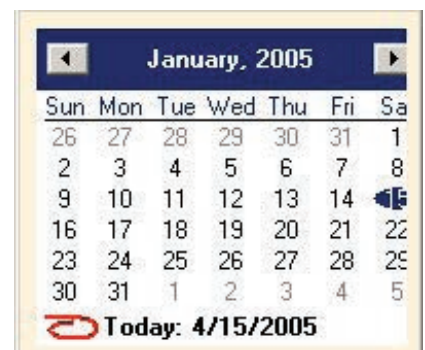 January, 2005
Sun Mon Tue Wed Thu Fri Sa
26 27 28 29 30 31 1
2 3 4 5 6 7 8
9 10 11 12 13 14 15
16 17 18 19 20 21 22
23 24 25 26 27 28 29
30 31 1 2 3 4 5
Today: 4/15/2005